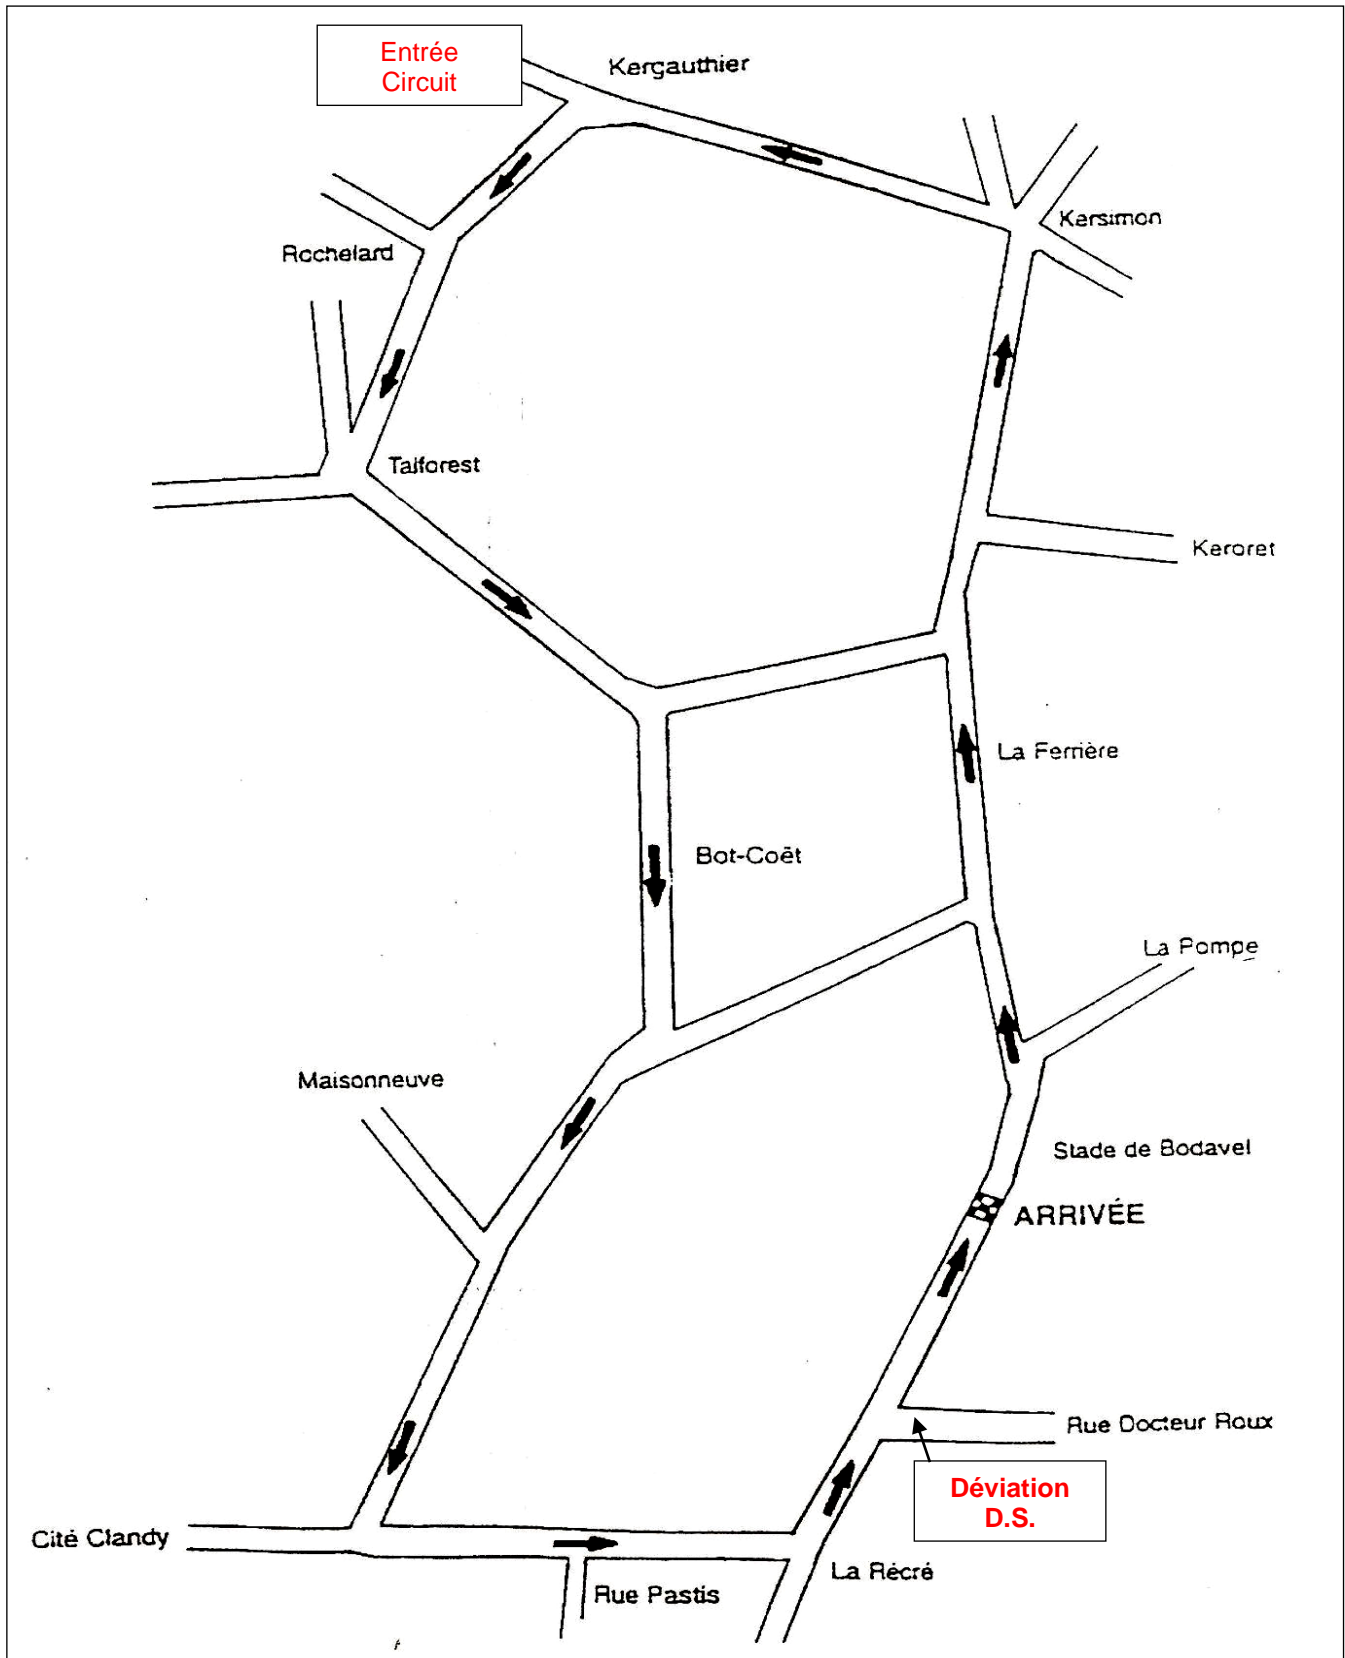 Entrée
Circuit
Kergauthier
Kersimon
Rochelard
Talforest
Keroret
La Ferrière
Bot-Coët
La Pompe
Maisonneuve
Stade de Bodavel
ARRIVÉE
Rue Docteur Roux
Déviation
D.S.
Cité Clandy
La Récré
Rue Pastis